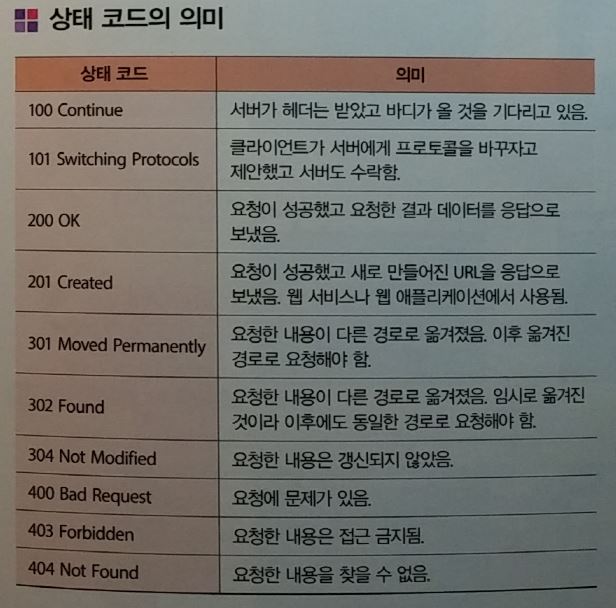 상태 코드의 의미
상태 코드 의미
100 Continue 서버가 헤더는 받았고 바디가 올 것을 기다리고 있음.
101 Switching Protocols 클라이언트가 서버에게 프로토콜을 바꾸자고
제안했고 서버도 수락함.
200 OK 요청이 성공했고 요청한 결과 데이터를 응답으로
보냈음.
201 Created 요청이 성공했고 새로 만들어진 URL을 응답으로
보냈음. 웹 서비스나 웹 애플리케이션에서 사용됨.
301 Moved Permanently 요청한 내용이 다른 경로로 옮겨졌음. 이후 옮겨진
경로로 요청해야 함.
302 Found 요청한 내용이 다른 경로로 옮겨졌음. 임시로 옮겨진
것이라 이후에도 동일한 경로로 요청해야 함.
304 Not Modified 요청한 내용은 갱신되지 않았음.
400 Bad Request 요청에 문제가 있음.
403 Forbidden 요청한 내용은 접근 금지됨.
404 Not Found 요청한 내용을 찾을 수 없음.